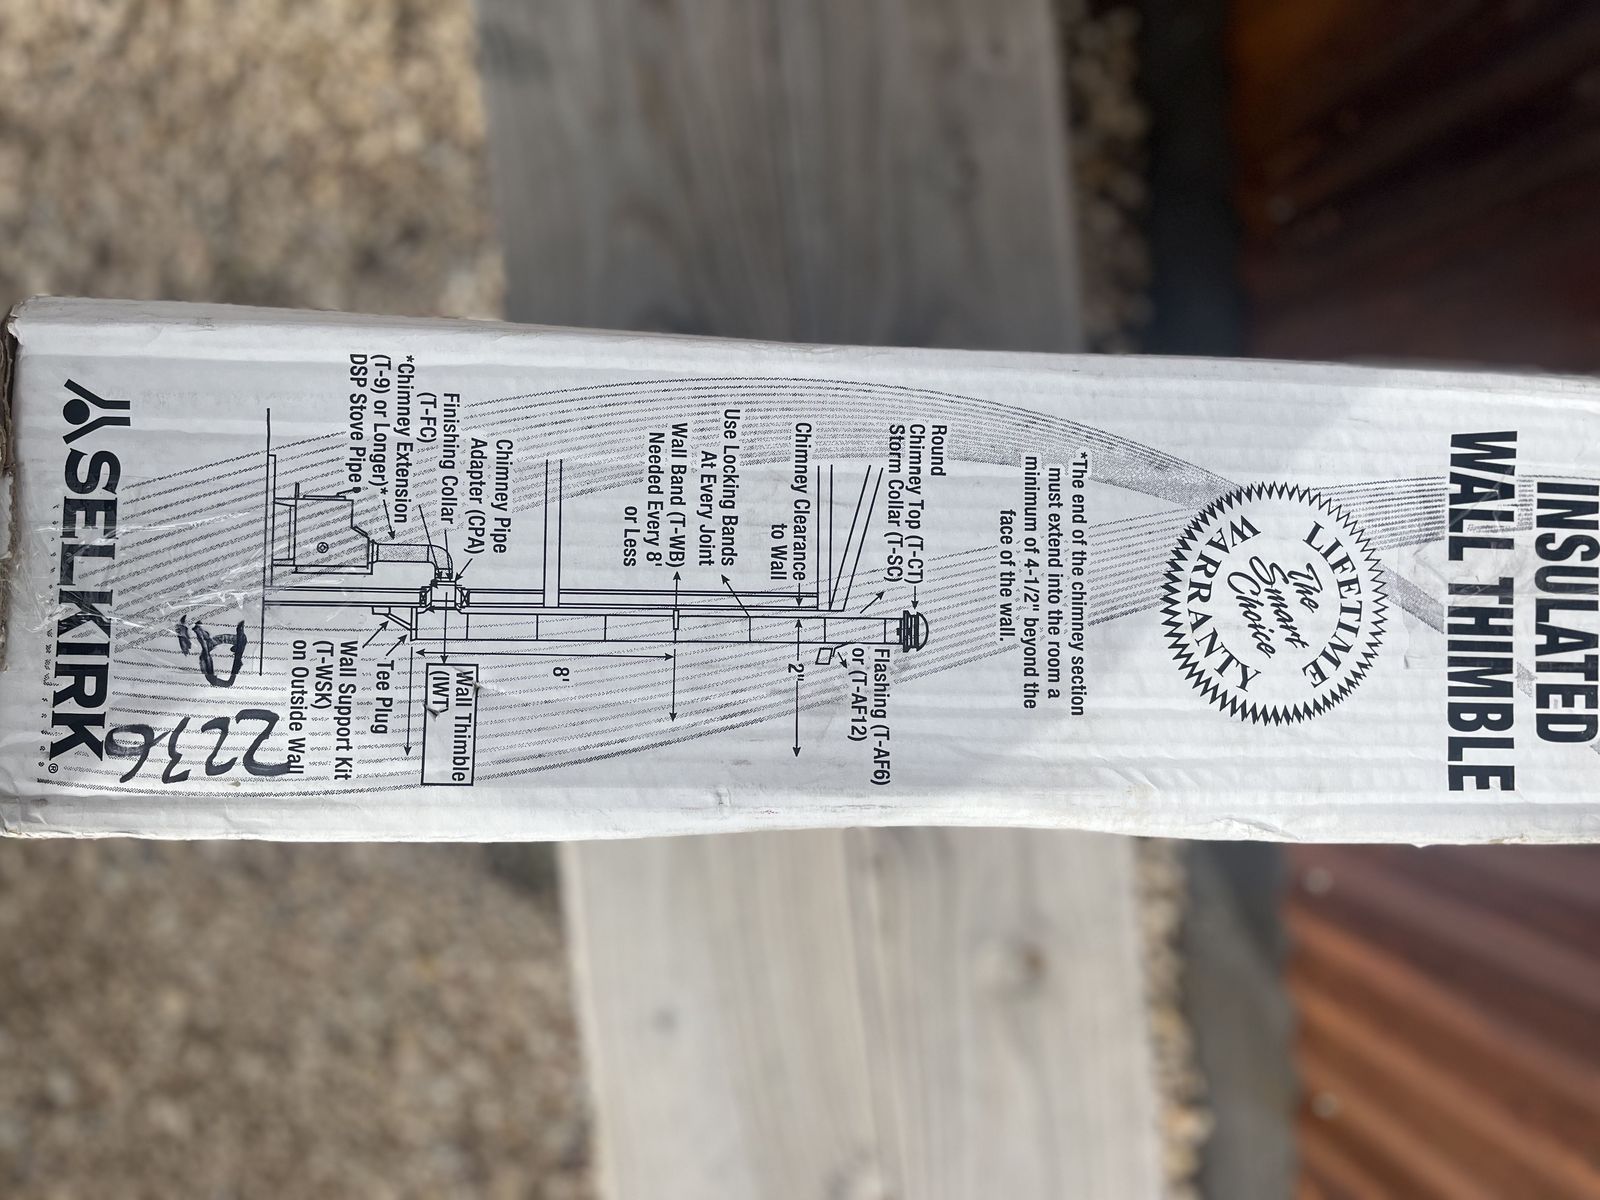 INSULATED
WALL THIMBLE
LIFETIME
The
Smart
Choice
WARRANTY
*The end of the chimney section
must extend into the room a
minimum of 4-1/2" beyond the
face of the wall.
Round
Chimney Top (T-CT)
Storm Collar (T-SC)
Flashing (T-AF6)
or (T-AF12)
Chimney Clearance
to Wall
2"
Use Locking Bands
At Every Joint
Wall Band (T-WB)
Needed Every 8'
or Less
8'
Chimney Pipe
Adapter (CPA)
Finishing Collar
(T-FC)
*Chimney Extension
(T-9) or Longer)*
DSP Stove Pipe
Wall Thimble
(IWT)
Tee Plug
Wall Support Kit
(T-WSK)
on Outside Wall
2236
SELKIRK®